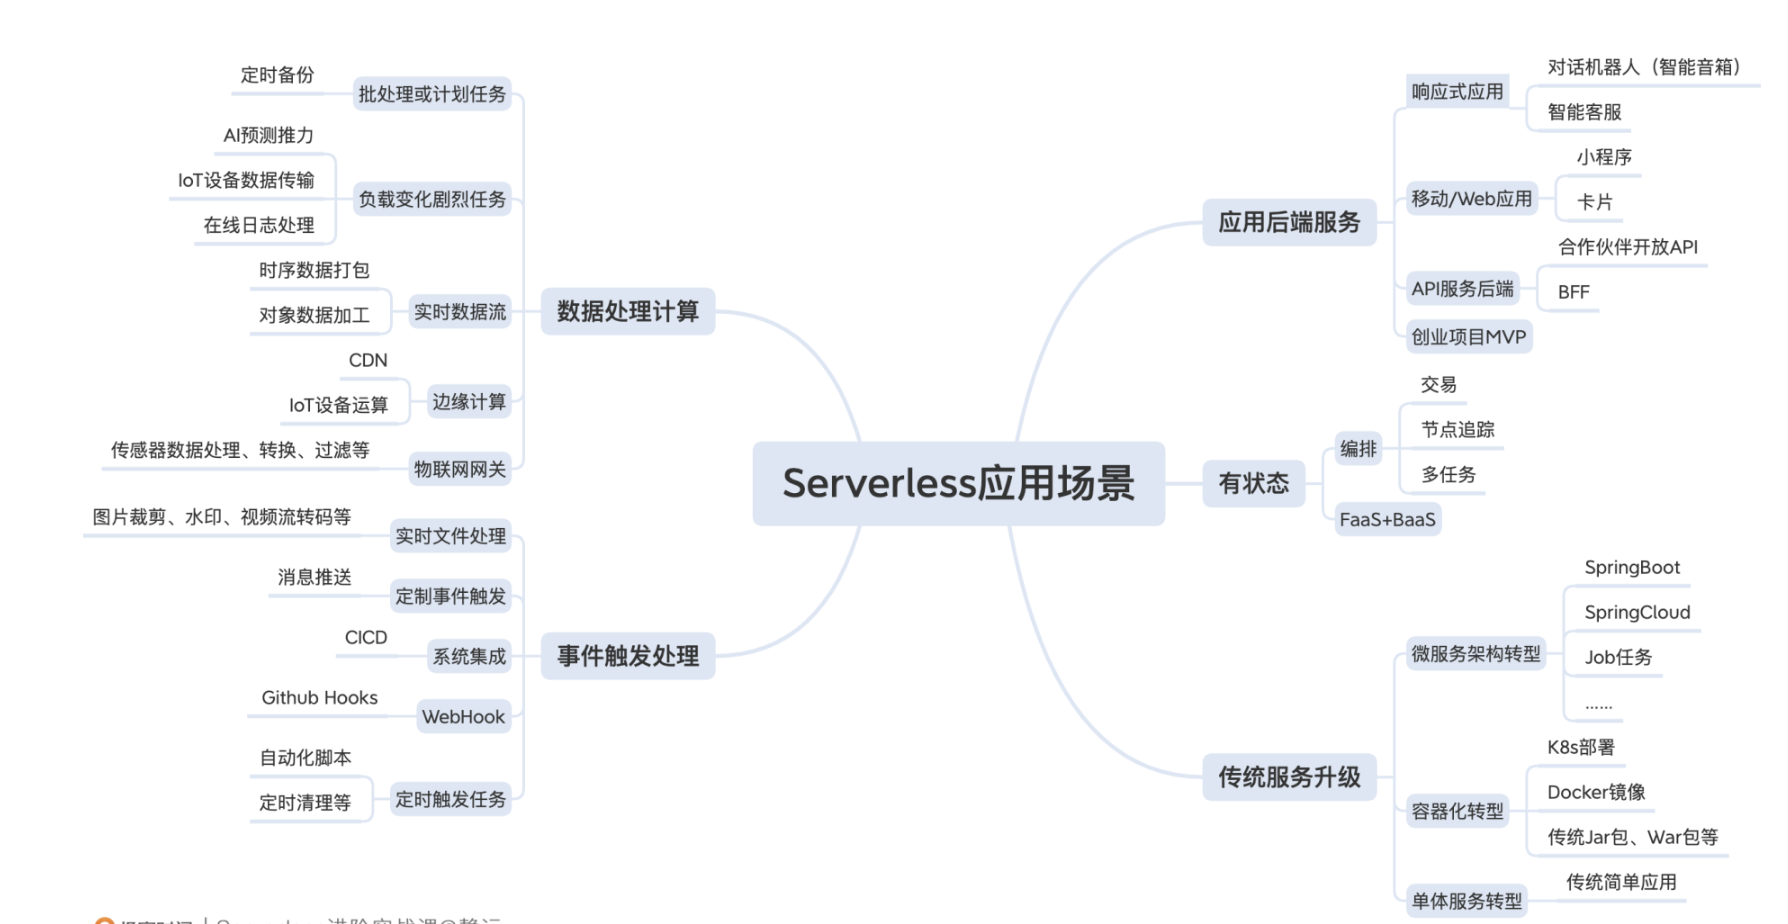 Serverless应用场景
数据处理计算
批处理或计划任务
定时备份
负载变化剧烈任务
AI预测推力
IoT设备数据传输
在线日志处理
实时数据流
时序数据打包
对象数据加工
边缘计算
CDN
IoT设备运算
物联网网关
传感器数据处理、转换、过滤等
事件触发处理
实时文件处理
图片裁剪、水印、视频流转码等
定制事件触发
消息推送
系统集成
CICD
WebHook
Github Hooks
定时触发任务
自动化脚本
定时清理等
应用后端服务
响应式应用
对话机器人（智能音箱）
智能客服
移动/Web应用
小程序
卡片
API服务后端
合作伙伴开放API
BFF
创业项目MVP
有状态
编排
交易
节点追踪
多任务
FaaS+BaaS
传统服务升级
微服务架构转型
SpringBoot
SpringCloud
Job任务
......
容器化转型
K8s部署
Docker镜像
传统Jar包、War包等
单体服务转型
传统简单应用